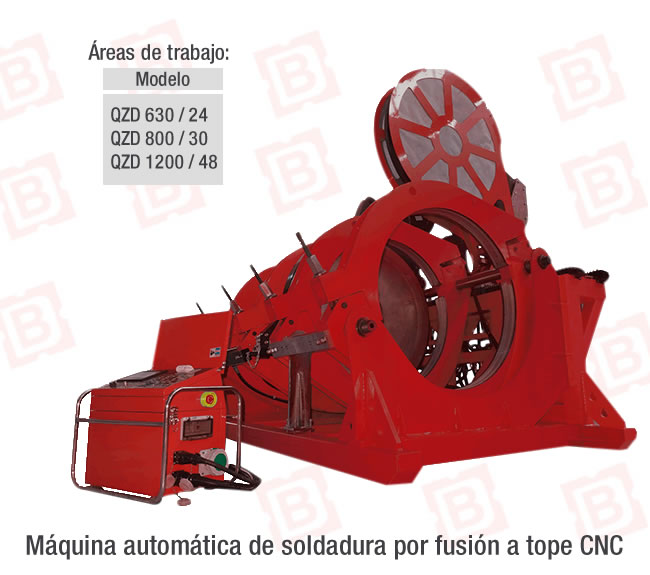 Áreas de trabajo:
Modelo
QZD 630 / 24
QZD 800 / 30
QZD 1200 / 48
Máquina automática de soldadura por fusión a tope CNC